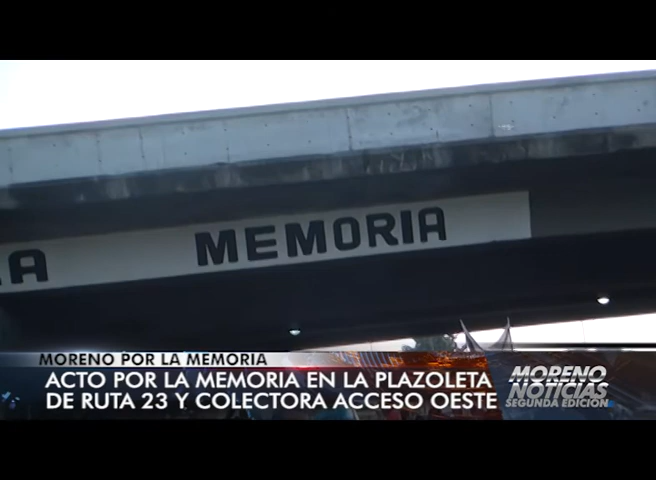 A MEMORIA
MORENO POR LA MEMORIA
ACTO POR LA MEMORIA EN LA PLAZOLETA
DE RUTA 23 Y COLECTORA ACCESO OESTE
MORENO
NOTICIAS
SEGUNDA EDICION